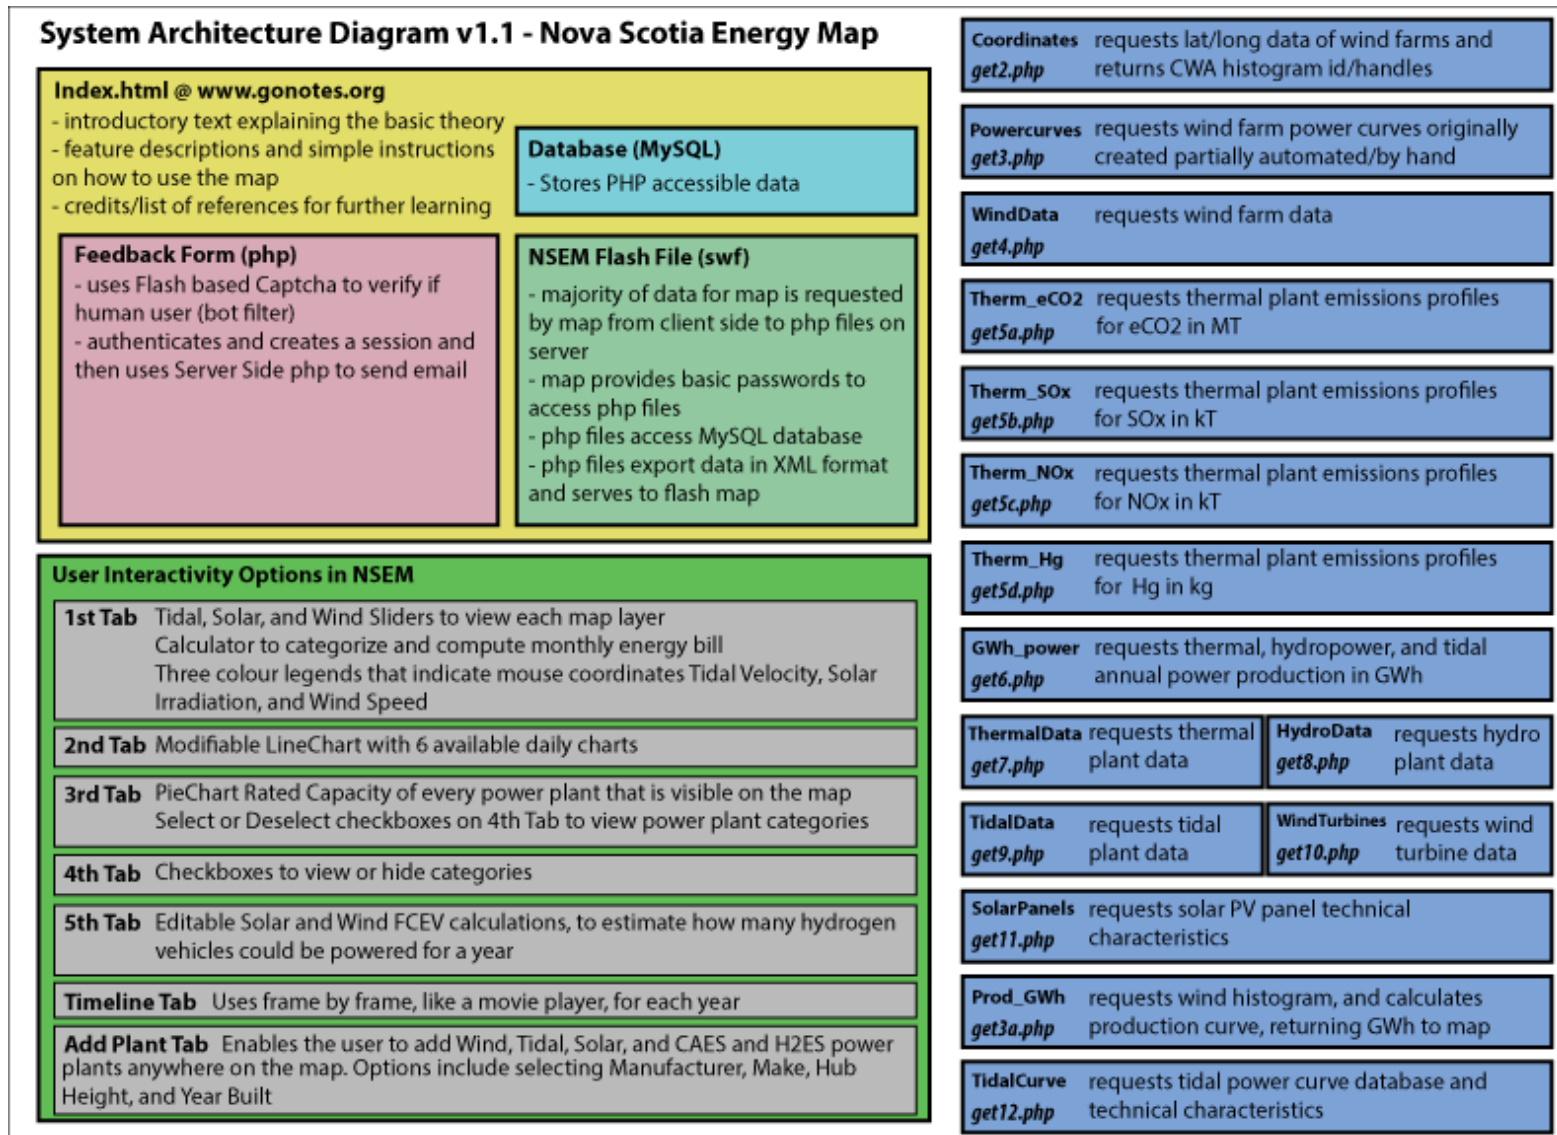 System Architecture Diagram v1.1 - Nova Scotia Energy Map
Index.html @ www.gonotes.org
- introductory text explaining the basic theory
- feature descriptions and simple instructions
on how to use the map
- credits/list of references for further learning
Database (MySQL)
- Stores PHP accessible data
Feedback Form (php)
- uses Flash based Captcha to verify if
human user (bot filter)
- authenticates and creates a session and
then uses Server Side php to send email
NSEM Flash File (swf)
- majority of data for map is requested
by map from client side to php files on
server
- map provides basic passwords to
access php files
- php files access MySQL database
- php files export data in XML format
and serves to flash map
User Interactivity Options in NSEM
1st Tab Tidal, Solar, and Wind Sliders to view each map layer
Calculator to categorize and compute monthly energy bill
Three colour legends that indicate mouse coordinates Tidal Velocity, Solar
Irradiation, and Wind Speed
2nd Tab Modifiable LineChart with 6 available daily charts
3rd Tab PieChart Rated Capacity of every power plant that is visible on the map
Select or Deselect checkboxes on 4th Tab to view power plant categories
4th Tab Checkboxes to view or hide categories
5th Tab Editable Solar and Wind FCEV calculations, to estimate how many hydrogen
vehicles could be powered for a year
Timeline Tab Uses frame by frame, like a movie player, for each year
Add Plant Tab Enables the user to add Wind, Tidal, Solar, and CAES and H2ES power
plants anywhere on the map. Options include selecting Manufacturer, Make, Hub
Height, and Year Built
Coordinates requests lat/long data of wind farms and
get2.php returns CWA histogram id/handles
Powercurves requests wind farm power curves originally
get3.php created partially automated/by hand
WindData requests wind farm data
get4.php
Therm_eCO2 requests thermal plant emissions profiles
get5a.php for eCO2 in MT
Therm_SOx requests thermal plant emissions profiles
get5b.php for SOx in kT
Therm_NOx requests thermal plant emissions profiles
get5c.php for NOx in kT
Therm_Hg requests thermal plant emissions profiles
get5d.php for Hg in kg
GWh_power requests thermal, hydropower, and tidal
get6.php annual power production in GWh
ThermalData requests thermal
get7.php plant data
HydroData requests hydro
get8.php plant data
TidalData requests tidal
get9.php plant data
WindTurbines requests wind
get10.php turbine data
SolarPanels requests solar PV panel technical
get11.php characteristics
Prod_GWh requests wind histogram, and calculates
get3a.php production curve, returning GWh to map
TidalCurve requests tidal power curve database and
get12.php technical characteristics